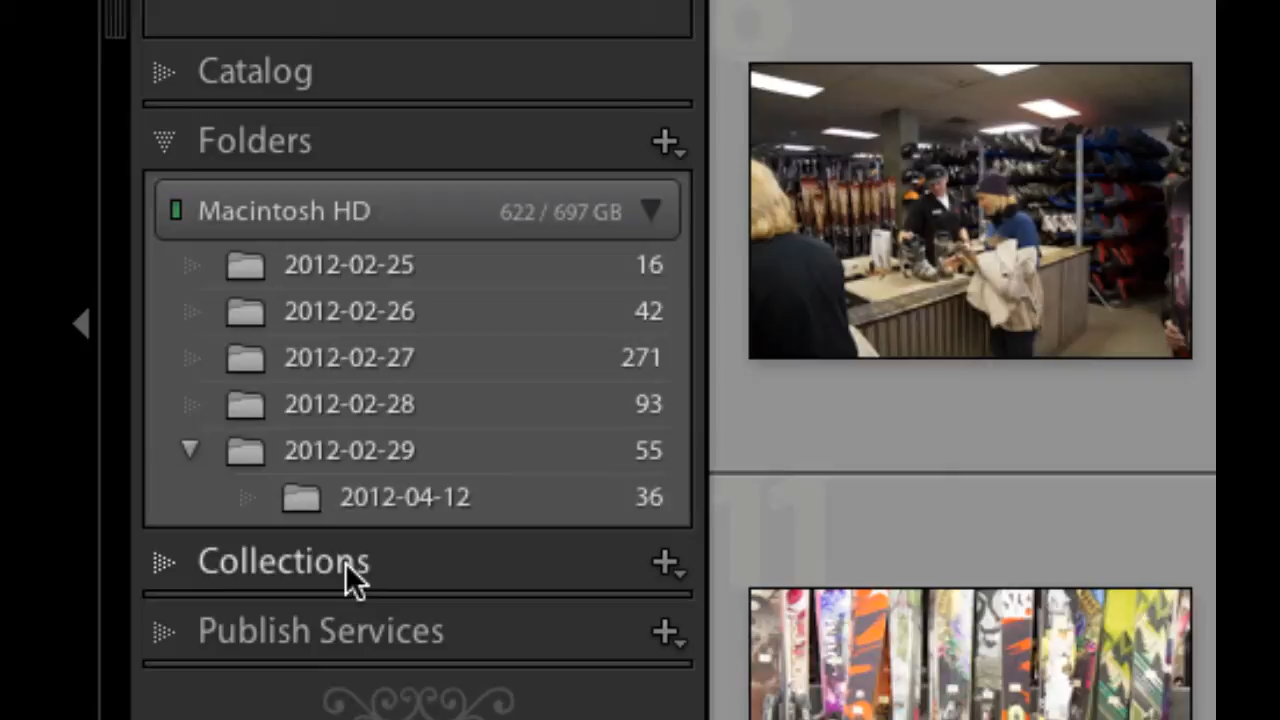 Catalog
Folders
Macintosh HD 622 / 697 GB
2012-02-25 16
2012-02-26 42
2012-02-27 271
2012-02-28 93
2012-02-29 55
2012-04-12 36
Collections
Publish Services
11